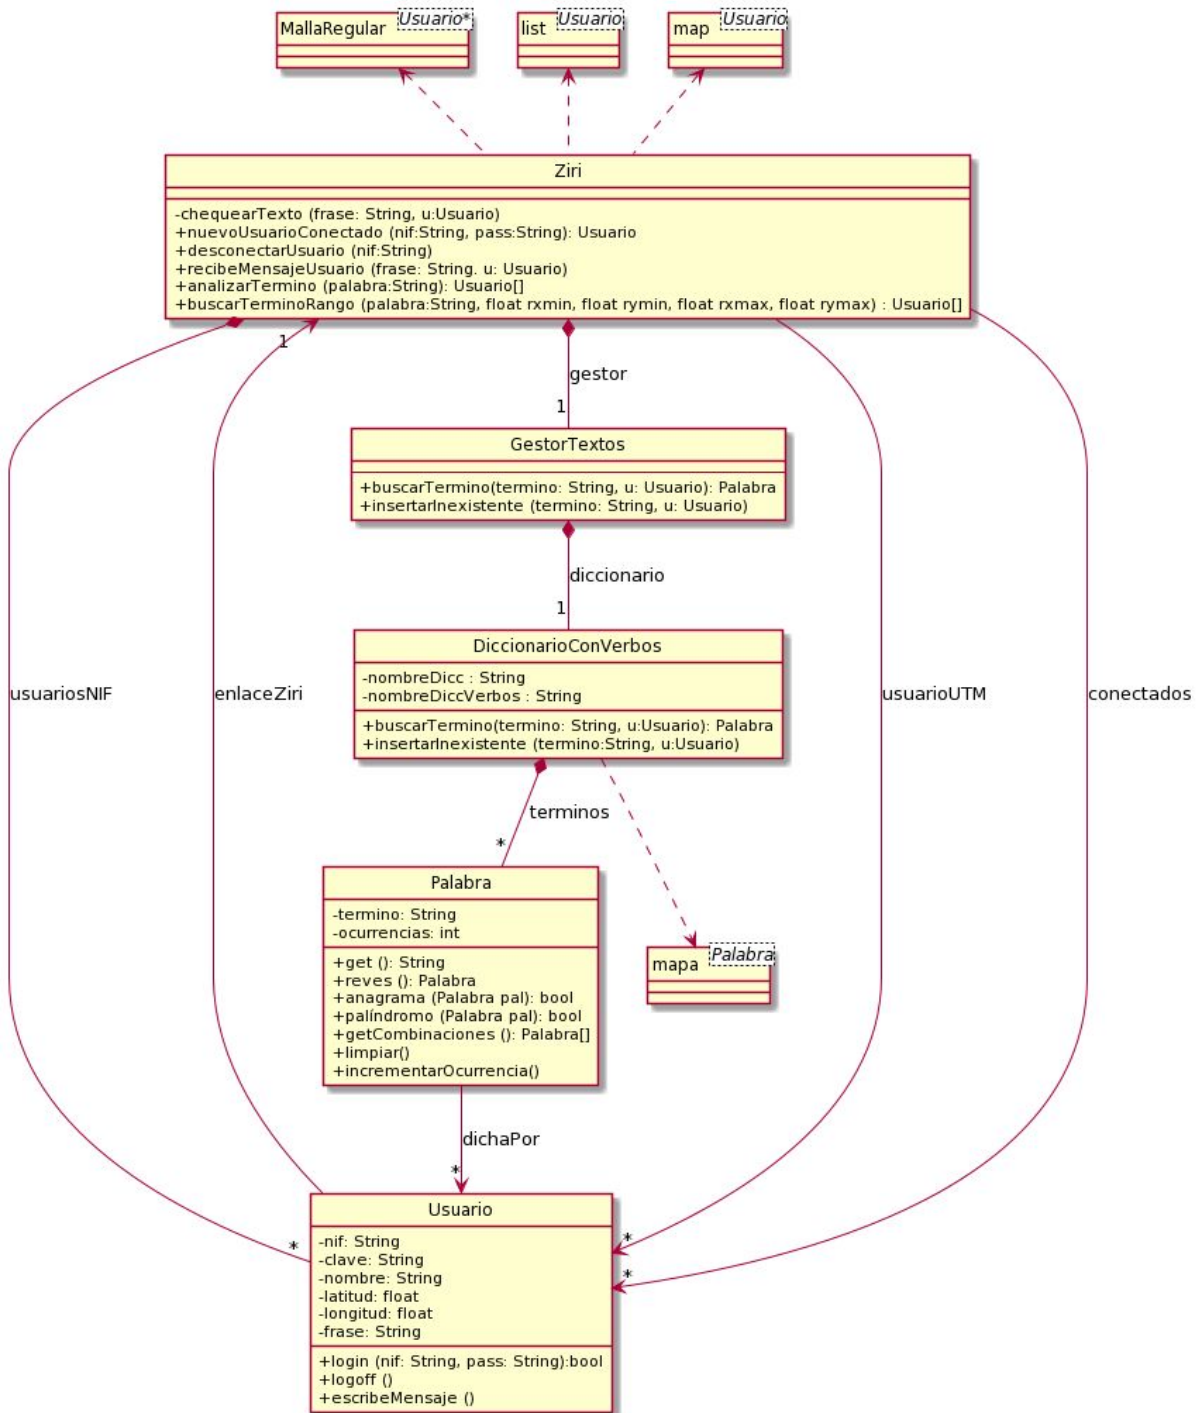 MallaRegular
Usuario*
list
Usuario
map
Usuario
Ziri
-chequearTexto (frase: String, u:Usuario)
+nuevoUsuarioConectado (nif:String, pass:String): Usuario
+desconectarUsuario (nif:String)
+recibeMensajeUsuario (frase: String. u: Usuario)
+analizarTermino (palabra:String): Usuario[]
+buscarTerminoRango (palabra:String, float rxmin, float rymin, float rxmax, float rymax) : Usuario[]
1
gestor
1
GestorTextos
+buscarTermino(termino: String, u: Usuario): Palabra
+insertarInexistente (termino: String, u: Usuario)
diccionario
1
DiccionarioConVerbos
-nombreDicc : String
-nombreDiccVerbos : String
+buscarTermino(termino: String, u:Usuario): Palabra
+insertarInexistente (termino:String, u:Usuario)
usuariosNIF
enlaceZiri
usuarioUTM
conectados
terminos
*
Palabra
-termino: String
-ocurrencias: int
+get (): String
+reves (): Palabra
+anagrama (Palabra pal): bool
+palíndromo (Palabra pal): bool
+getCombinaciones (): Palabra[]
+limpiar()
+incrementarOcurrencia()
mapa
Palabra
dichaPor
*
*
*
*
Usuario
-nif: String
-clave: String
-nombre: String
-latitud: float
-longitud: float
-frase: String
+login (nif: String, pass: String):bool
+logoff ()
+escribeMensaje ()